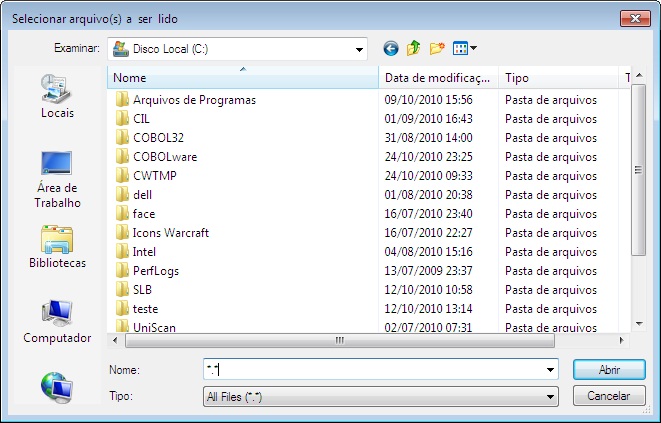 Selecionar arquivo(s) a ser lido
Examinar: Disco Local (C:)
Nome Data de modificaç... Tipo T
Arquivos de Programas 09/10/2010 15:56 Pasta de arquivos
CIL 01/09/2010 16:43 Pasta de arquivos
COBOL32 31/08/2010 14:00 Pasta de arquivos
COBOLware 24/10/2010 23:25 Pasta de arquivos
CWTMP 24/10/2010 09:33 Pasta de arquivos
dell 01/08/2010 20:38 Pasta de arquivos
face 16/07/2010 23:40 Pasta de arquivos
Icons Warcraft 16/07/2010 22:27 Pasta de arquivos
Intel 04/08/2010 15:16 Pasta de arquivos
PerfLogs 13/07/2009 23:37 Pasta de arquivos
SLB 12/10/2010 10:58 Pasta de arquivos
teste 12/10/2010 13:14 Pasta de arquivos
UniScan 02/07/2010 07:31 Pasta de arquivos
Locais
Área de
Trabalho
Bibliotecas
Computador
Nome: *.* Abrir
Tipo: All Files (*.*) Cancelar